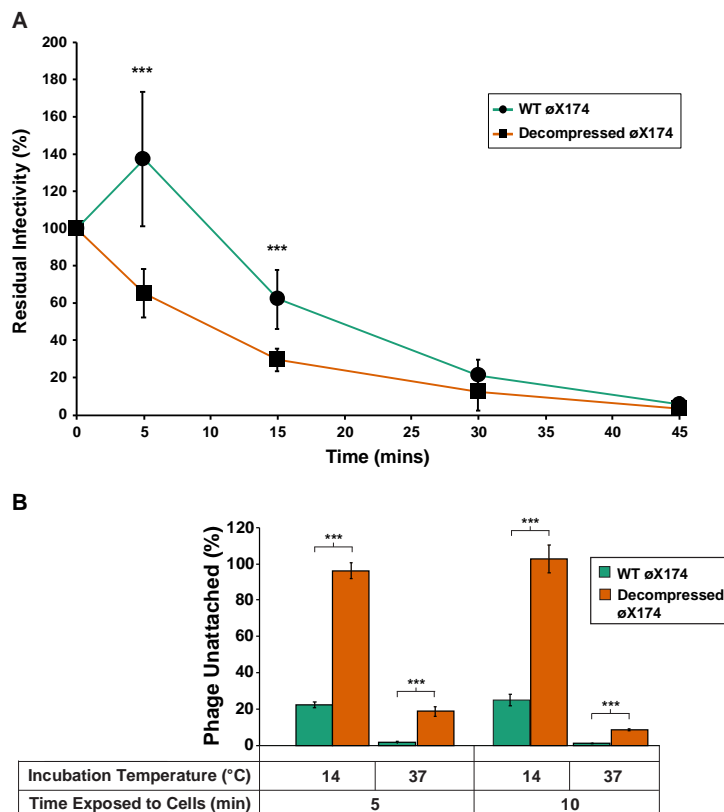 A
***
***
WT øX174
Decompressed øX174
Residual Infectivity (%)
200
180
160
140
120
100
80
60
40
20
0
0 5 10 15 20 25 30 35 40 45
Time (mins)
B
Phage Unattached (%)
120
100
80
60
40
20
0
***
***
***
***
WT øX174
Decompressed
øX174
Incubation Temperature (°C) 14 37 14 37
Time Exposed to Cells (min) 5 10